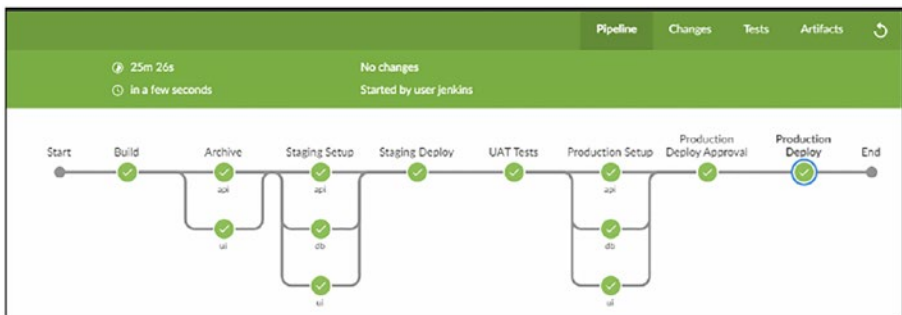 Pipeline Changes Tests Artifacts
25m 26s No changes
in a few seconds Started by user jenkins
Start Build Archive Staging Setup Staging Deploy UAT Tests Production Setup Production Deploy Approval Production Deploy End
api api api
ui db db
ui ui